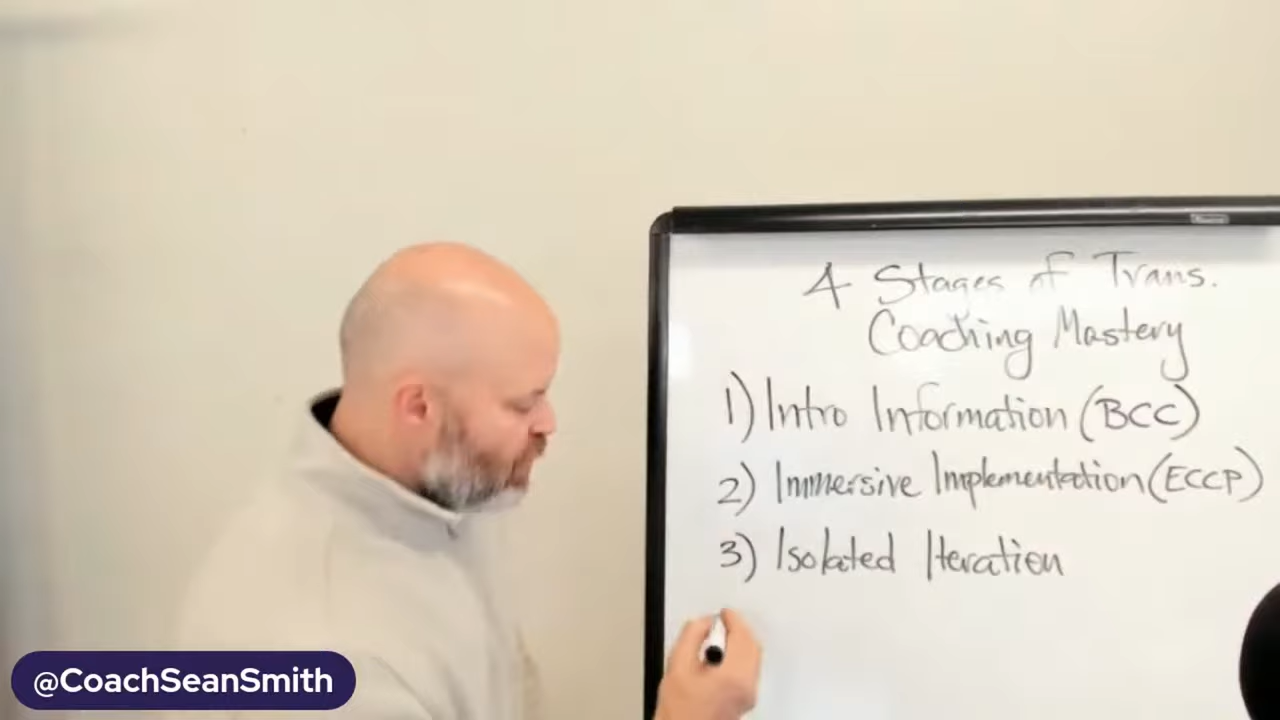 4 Stages of Trans.
Coaching Mastery
1) Intro Information (BCC)
2) Immersive Implementation (ECCP)
3) Isolated Iteration
@CoachSeanSmith